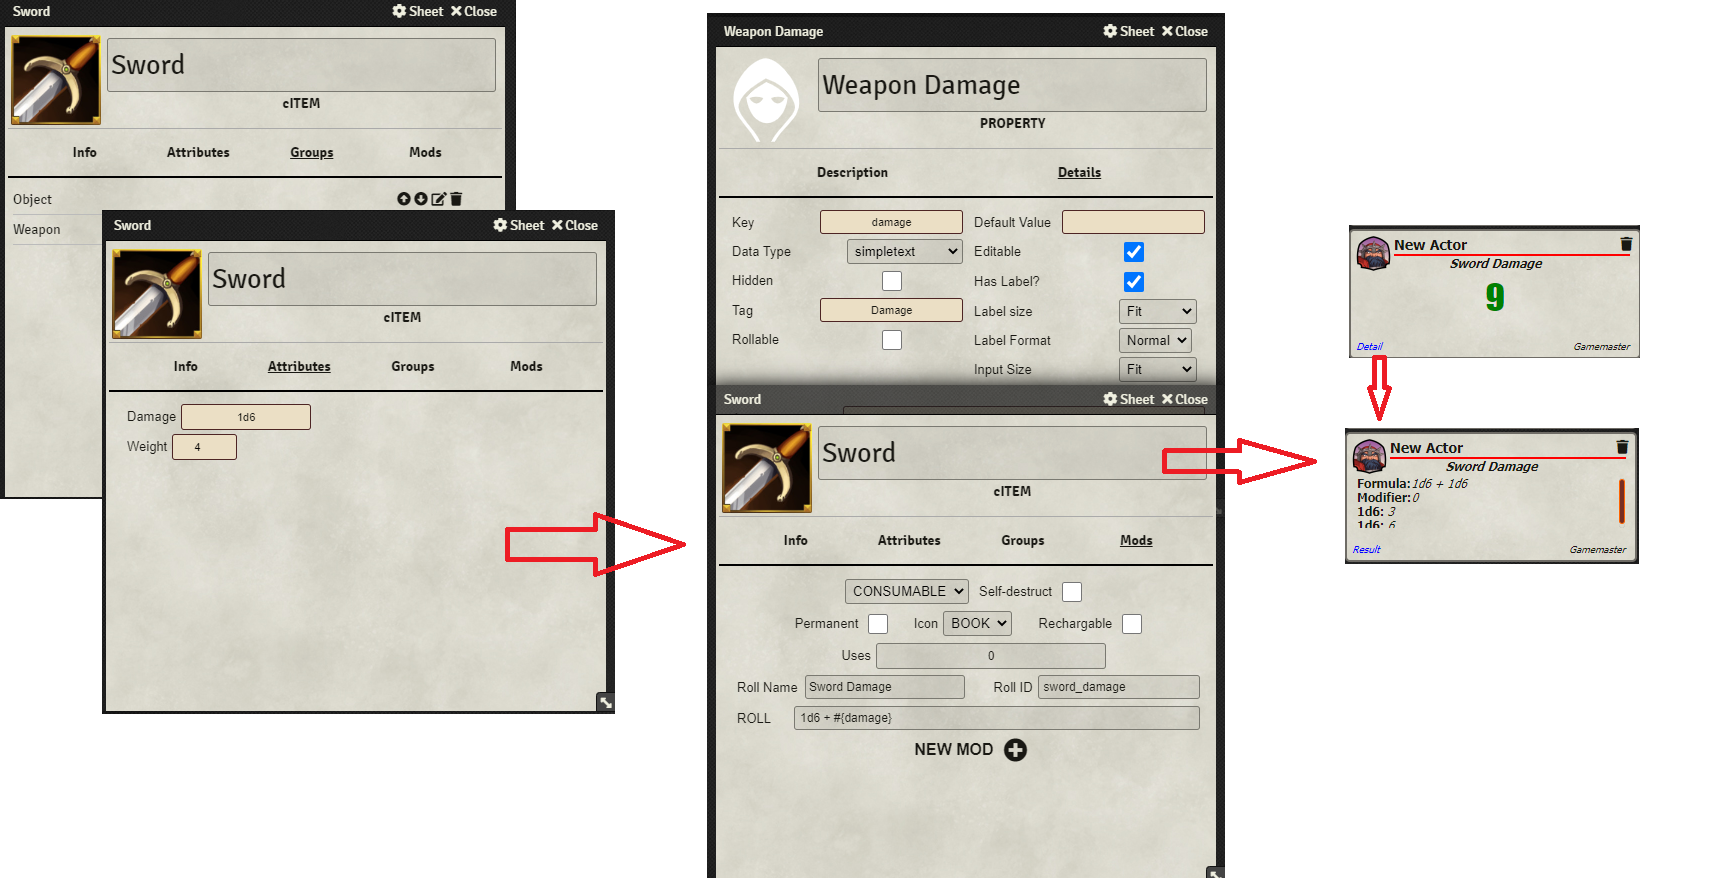 Sword
Sheet Close
Sword
cITEM
Info Attributes Groups Mods
Object
Weapon
Sword
Sheet Close
Sword
cITEM
Info Attributes Groups Mods
Damage 1d6
Weight 4
Weapon Damage
Sheet Close
Weapon Damage
PROPERTY
Description Details
Key damage Default Value
Data Type simpletext Editable
Hidden Has Label?
Tag Damage Label size Fit
Rollable Label Format Normal
Input Size Fit
Sword
Sheet Close
Sword
cITEM
Info Attributes Groups Mods
CONSUMABLE Self-destruct
Permanent Icon BOOK Rechargable
Uses 0
Roll Name Sword Damage Roll ID sword_damage
ROLL 1d6 + #{damage}
NEW MOD
New Actor
Sword Damage
9
Detail Gamemaster
New Actor
Sword Damage
Formula:1d6 + 1d6
Modifier:0
1d6: 3
1d6: 6
Result Gamemaster